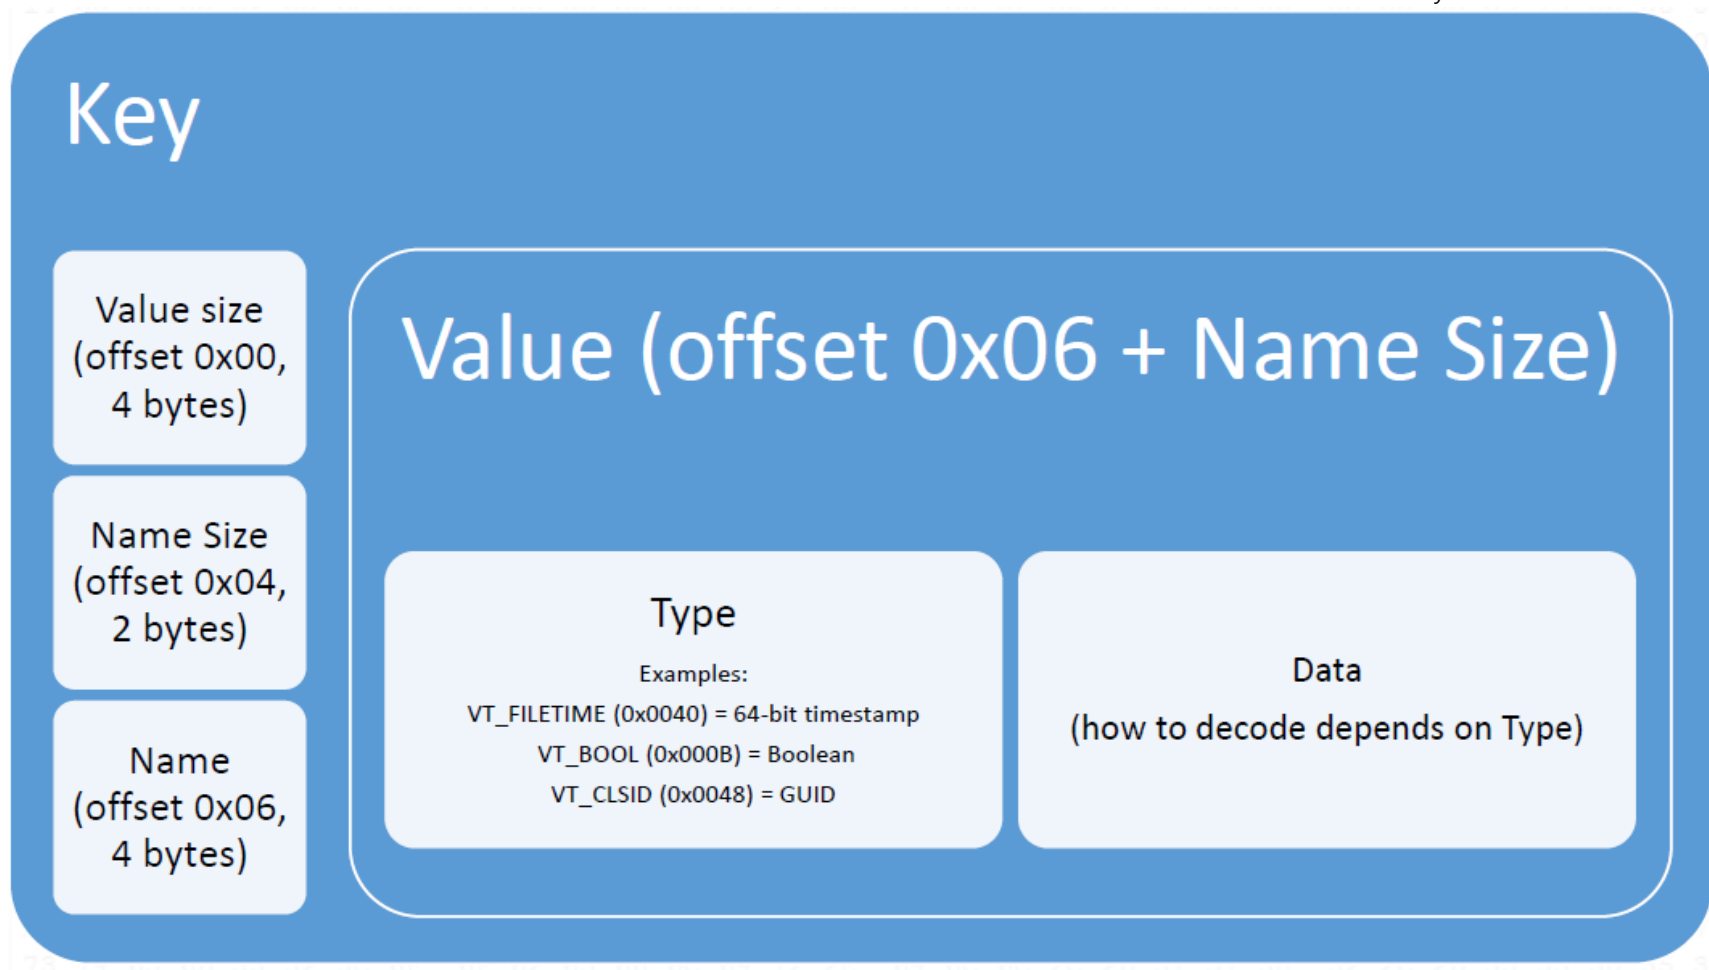 Key
Value size
(offset 0x00,
4 bytes)
Name Size
(offset 0x04,
2 bytes)
Name
(offset 0x06,
4 bytes)
Value (offset 0x06 + Name Size)
Type
Examples:
VT_FILETIME (0x0040) = 64-bit timestamp
VT_BOOL (0x000B) = Boolean
VT_CLSID (0x0048) = GUID
Data
(how to decode depends on Type)